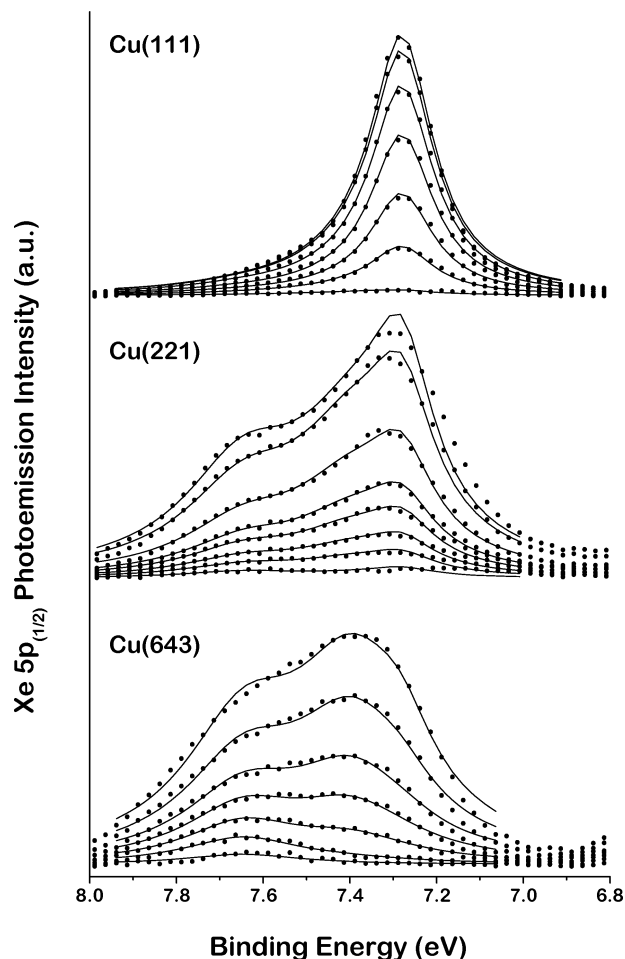 Cu(111)
Cu(221)
Cu(643)
Xe 5p(1/2) Photoemission Intensity (a.u.)
8.0 7.8 7.6 7.4 7.2 7.0 6.8
Binding Energy (eV)